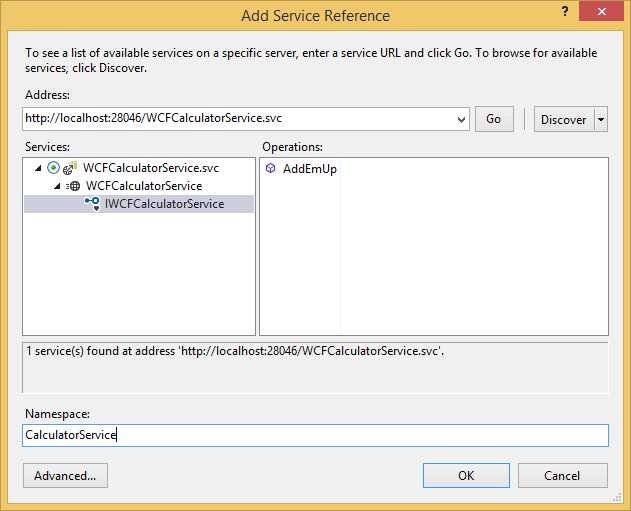 Add Service Reference
?
To see a list of available services on a specific server, enter a service URL and click Go. To browse for available
services, click Discover.
Address:
http://localhost:28046/WCFCalculatorService.svc
Go
Discover
Services:
Operations:
WCFCalculatorService.svc
AddEmUp
WCFCalculatorService
IWCFCalculatorService
1 service(s) found at address 'http://localhost:28046/WCFCalculatorService.svc'.
Namespace:
CalculatorService
Advanced...
OK
Cancel